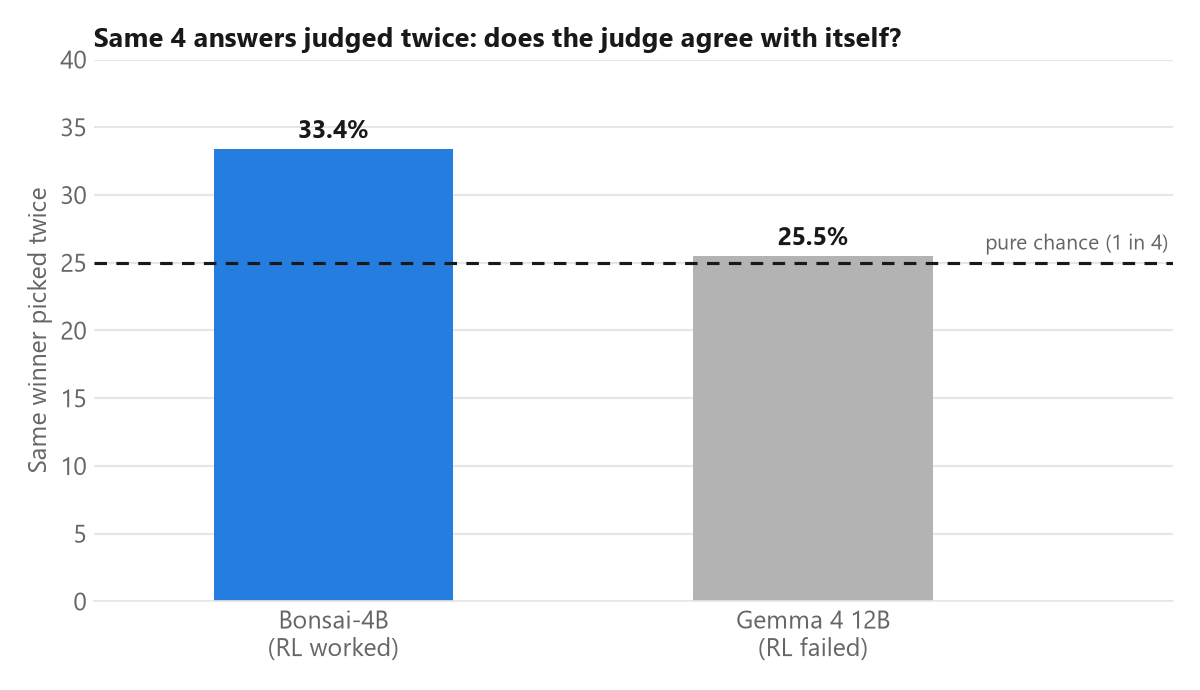 Same 4 answers judged twice: does the judge agree with itself?
Same winner picked twice
40
35
30
25
20
15
10
5
0
33.4%
25.5%
pure chance (1 in 4)
Bonsai-4B
(RL worked)
Gemma 4 12B
(RL failed)